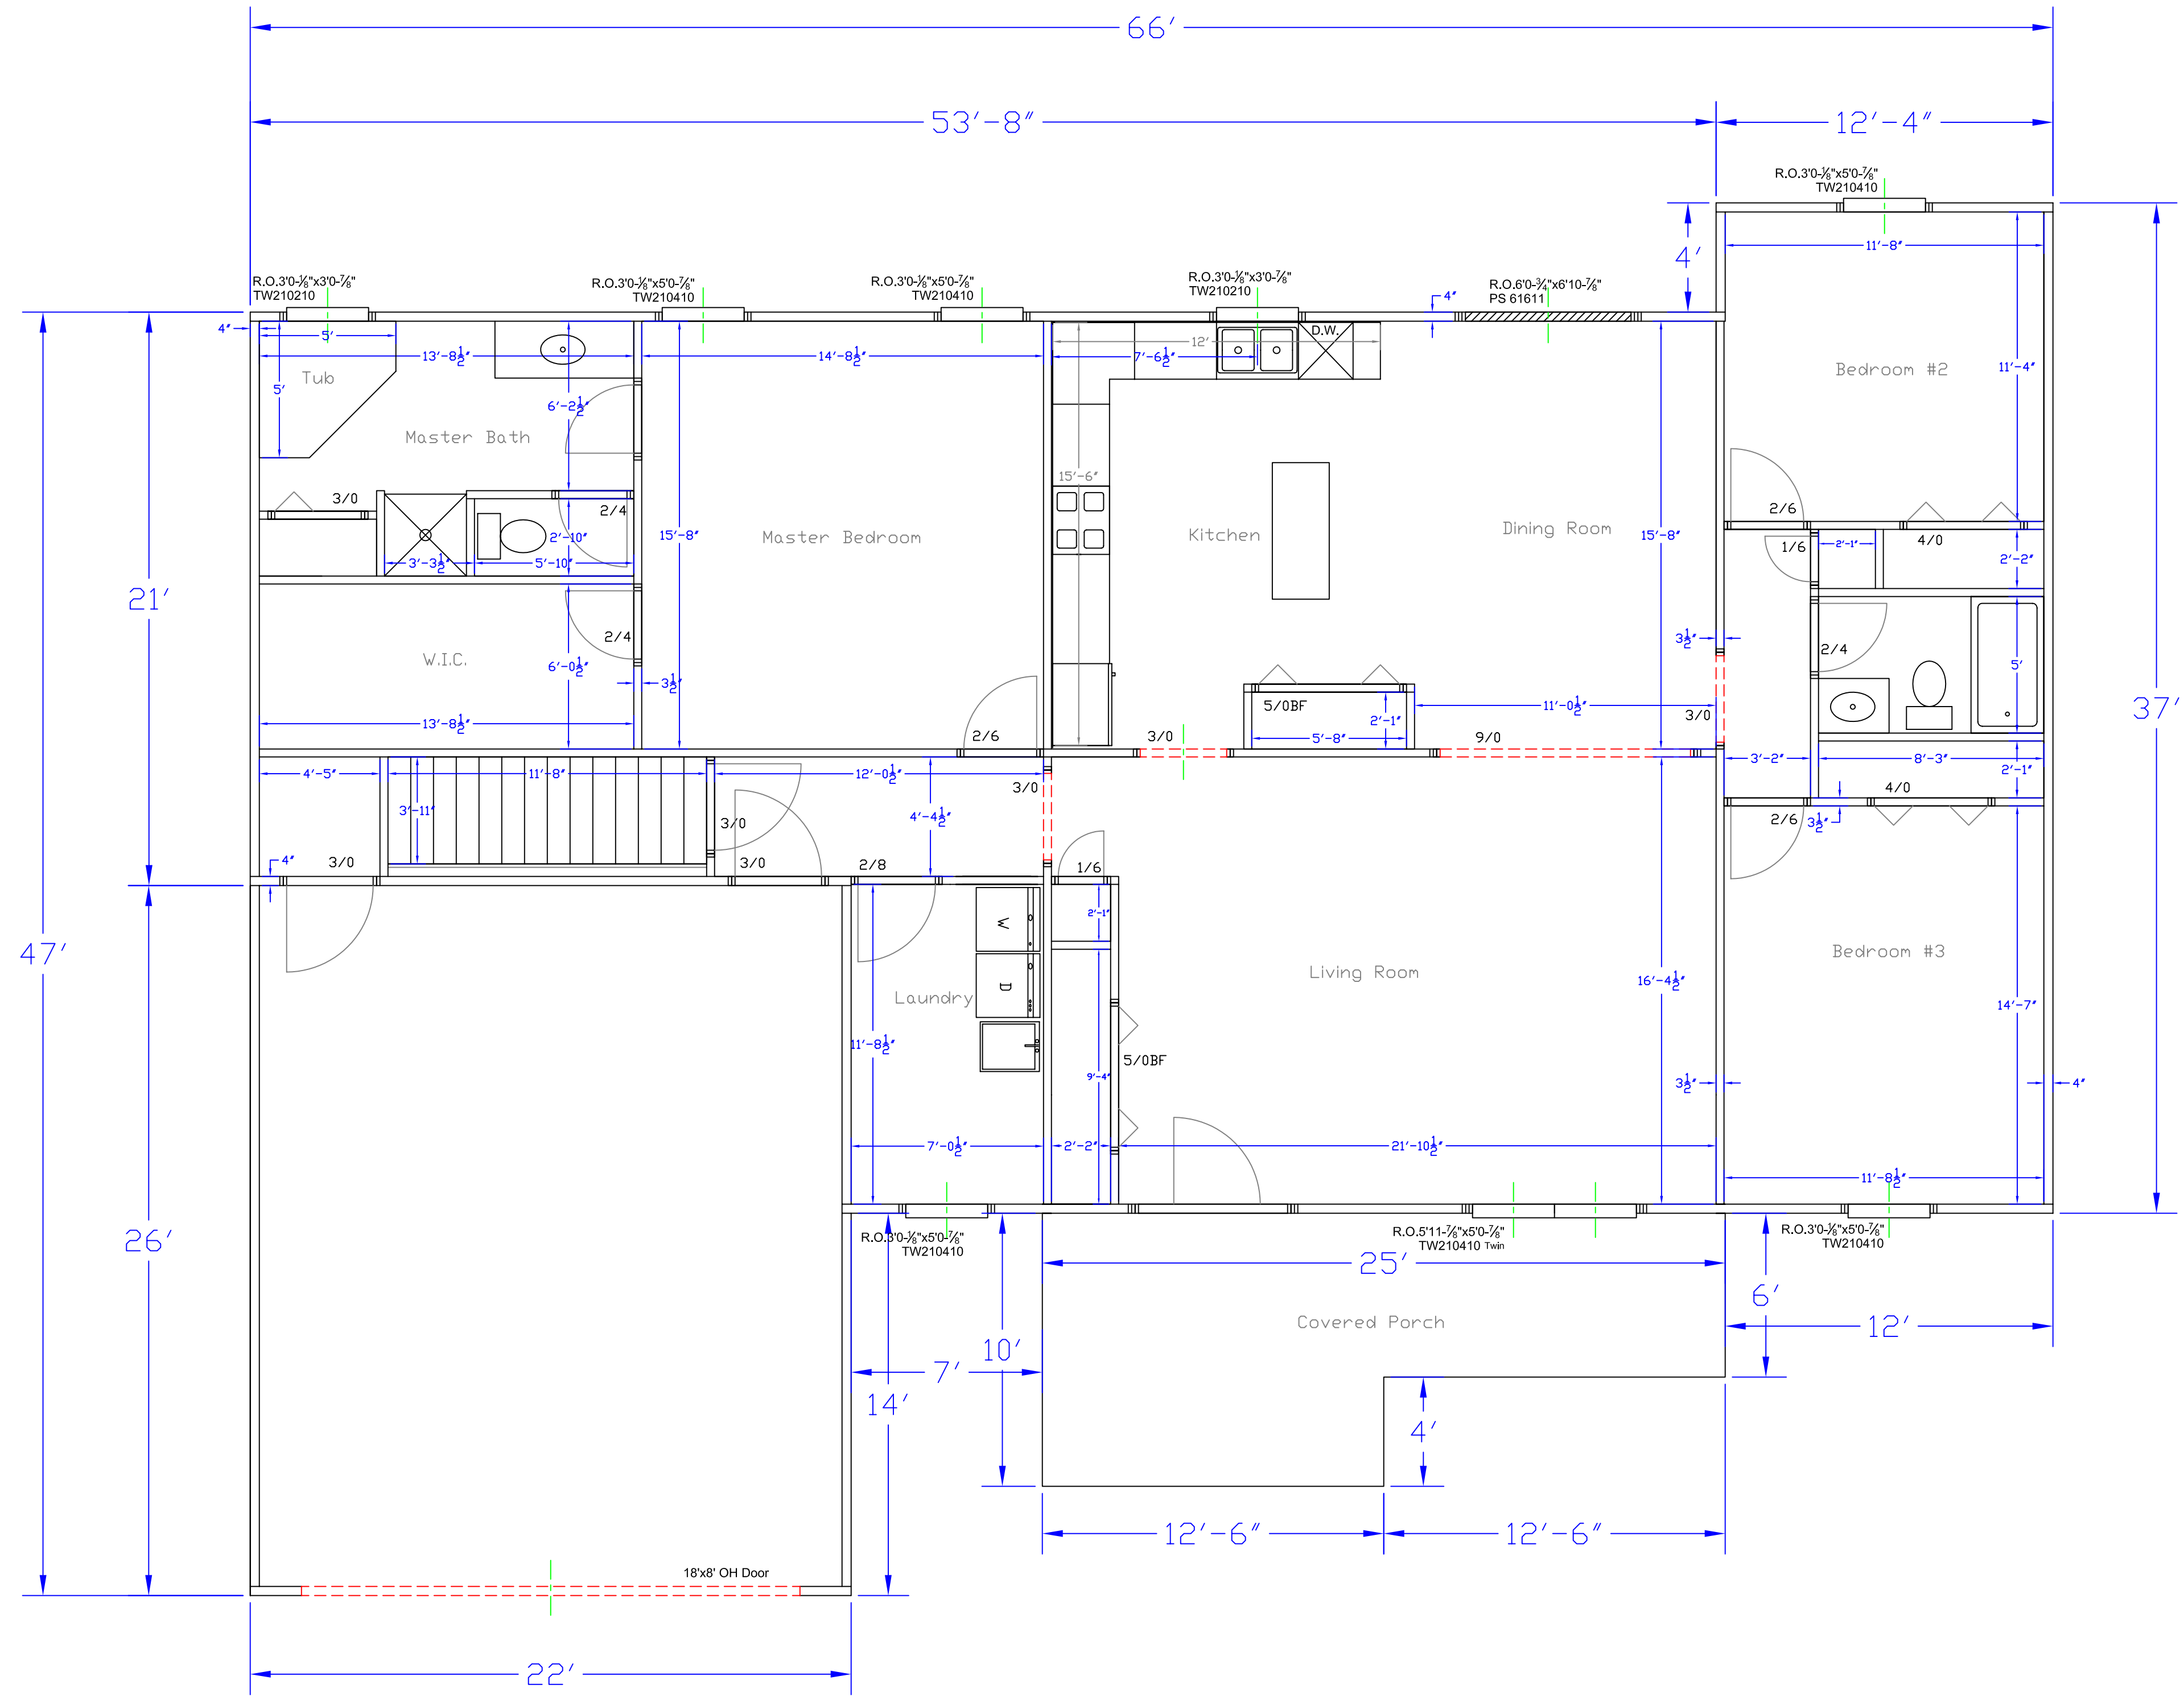 66'
53'-8"
12'-4"
R.O.3'0-⅛"x5'0-⅞"
TW210410
4'
11'-8"
R.O.3'0-⅛"x3'0-⅞"
TW210210
R.O.3'0-⅛"x5'0-⅞"
TW210410
R.O.3'0-⅛"x5'0-⅞"
TW210410
R.O.3'0-⅛"x3'0-⅞"
TW210210
R.O.6'0-¾"x6'10-⅞"
PS 61611
4"
4"
5'
D.W.
12'
13'-8½"
14'-8½"
7'-6½"
Tub
5'
Bedroom #2
11'-4"
6'-2½"
Master Bath
15'-6"
3/0
2/4
2/6
Master Bedroom
15'-8"
Kitchen
Dining Room
15'-8"
2'-10"
3'-3½"
5'-10"
1/6
2'-1"
4/0
2'-2"
21'
2/4
3½"
2/4
W.I.C.
6'-0½"
5'
3½"
5/0BF
11'-0½"
3/0
37'
13'-8½"
2'-1"
2/6
3/0
5'-8"
9/0
4'-5"
11'-8"
12'-0½"
3/0
3'-2"
8'-3"
2'-1"
4/0
3'-11"
4'-4½"
3/0
2/6
3½"
4"
3/0
3/0
2/8
1/6
2'-1"
W
47'
Bedroom #3
Living Room
16'-4½"
D
Laundry
14'-7"
11'-8½"
5/0BF
9'-4"
3½"
4"
7'-0½"
2'-2"
21'-10½"
11'-8½"
R.O.3'0-⅛"x5'0-⅞"
TW210410
R.O.5'11-⅞"x5'0-⅞"
TW210410 Twin
R.O.3'0-⅛"x5'0-⅞"
TW210410
26'
25'
6'
Covered Porch
12'
10'
7'
14'
4'
12'-6"
12'-6"
18'x8' OH Door
22'